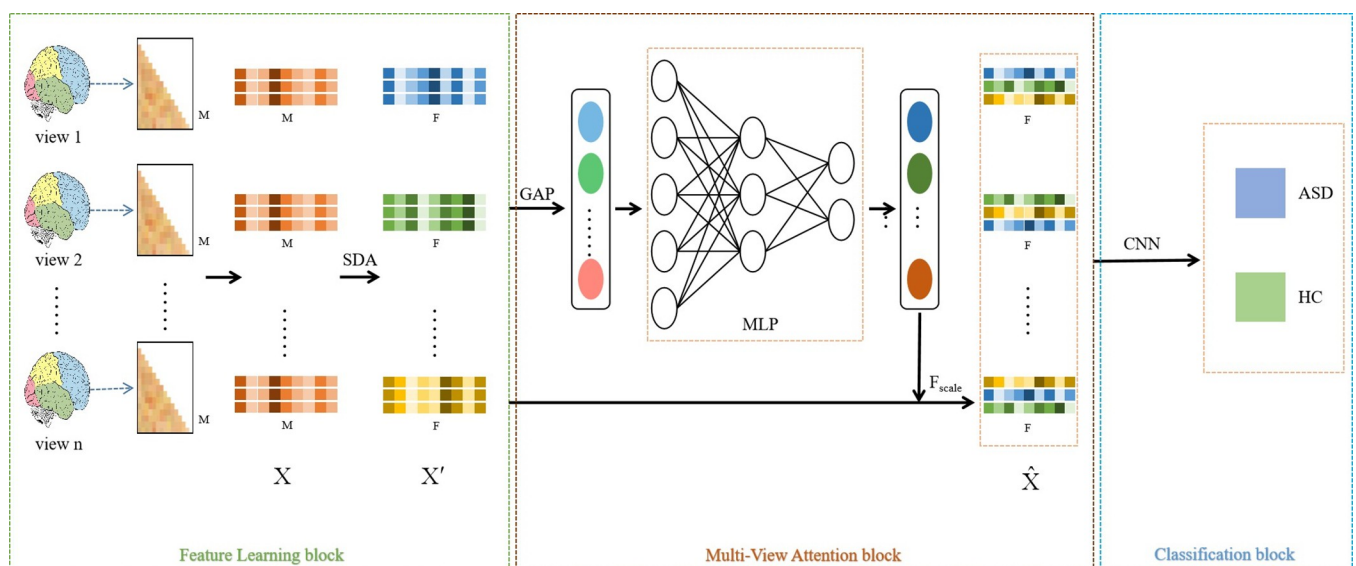 view 1
M
M
F
view 2
M
M
F
SDA
view n
M
M
F
X
X′
Feature Learning block
GAP
MLP
F
F
F_scale
F
X̂
Multi-View Attention block
CNN
ASD
HC
Classification block